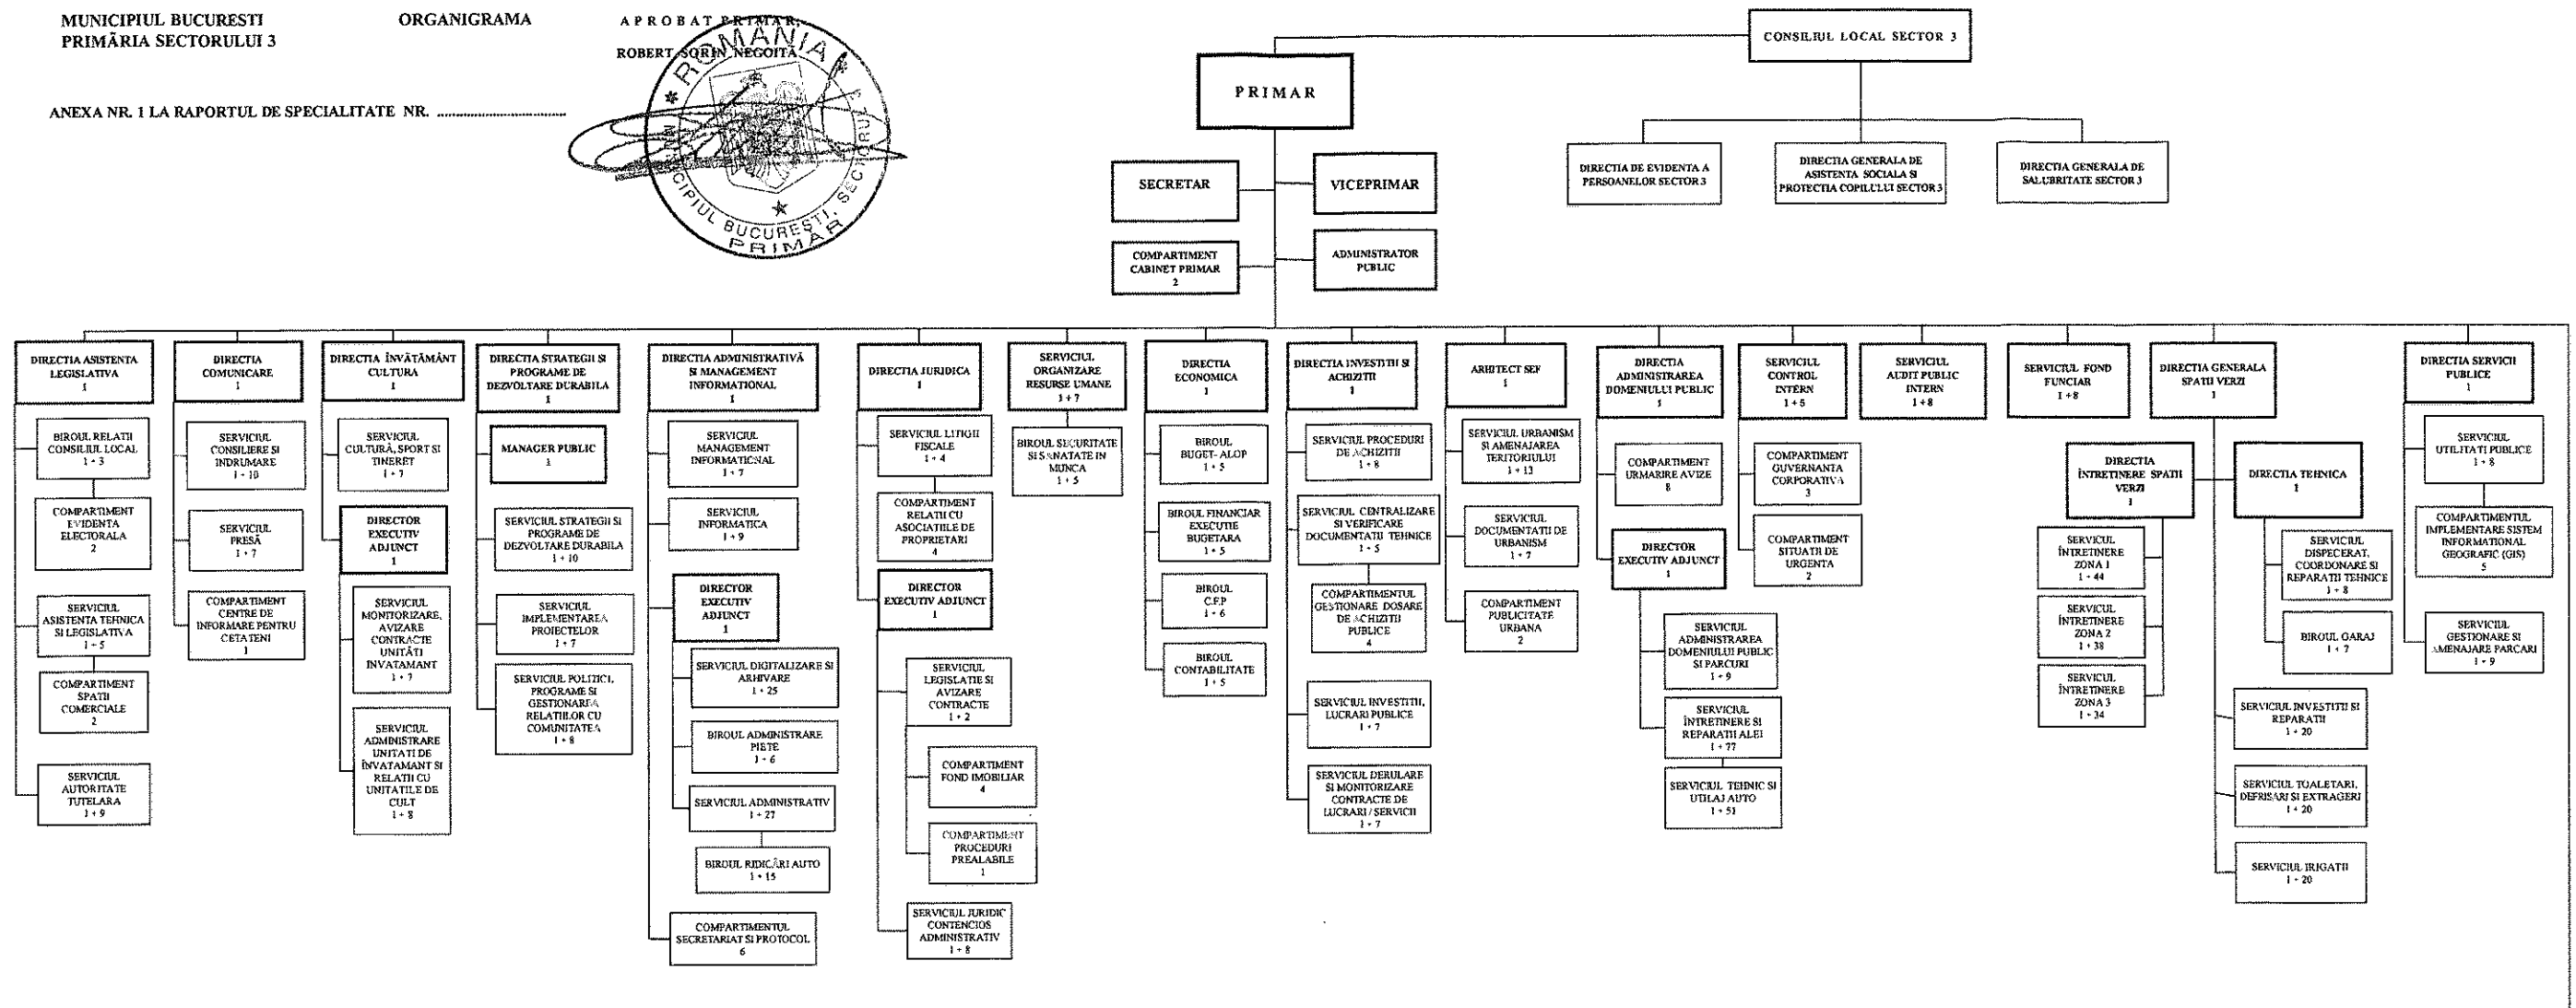 MUNICIPIUL BUCURESTI
PRIMĂRIA SECTORULUI 3
ORGANIGRAMA
APROBAT PRIMAR,
ROBERT SORIN NEGOITĂ
ANEXA NR. 1 LA RAPORTUL DE SPECIALITATE NR. ................................
ROMANIA
MUNICIPIUL BUCUREŞTI, SECTORUL 3
PRIMAR
CONSILIUL LOCAL SECTOR 3
PRIMAR
DIRECTIA DE EVIDENTA A
PERSOANELOR SECTOR 3
DIRECTIA GENERALA DE
ASISTENTA SOCIALA SI
PROTECTIA COPILULUI SECTOR 3
DIRECTIA GENERALA DE
SALUBRITATE SECTOR 3
SECRETAR
VICEPRIMAR
COMPARTIMENT
CABINET PRIMAR
2
ADMINISTRATOR
PUBLIC
DIRECTIA ASISTENTA
LEGISLATIVA
1
BIROUL RELATII
CONSILIUL LOCAL
1 + 3
COMPARTIMENT
EVIDENTA
ELECTORALA
2
SERVICIUL
ASISTENTA TEHNICA
SI LEGISLATIVA
1 + 5
COMPARTIMENT
SPATII
COMERCIALE
2
SERVICIUL
AUTORITATE
TUTELARA
1 + 9
DIRECTIA
COMUNICARE
1
SERVICIUL
CONSILIERE SI
INDRUMARE
1 + 10
SERVICIUL
PRESĂ
1 + 7
COMPARTIMENT
CENTRE DE
INFORMARE PENTRU
CETATENI
1
DIRECTIA ÎNVĂTĂMÂNT
CULTURA
1
SERVICIUL
CULTURĂ, SPORT SI
TINERET
1 + 7
DIRECTOR
EXECUTIV
ADJUNCT
1
SERVICIUL
MONITORIZARE,
AVIZARE
CONTRACTE
UNITĂTI
INVATAMANT
1 + 7
SERVICIUL
ADMINISTRARE
UNITATI DE
ÎNVATAMANT SI
RELATII CU
UNITATILE DE
CULT
1 + 8
DIRECTIA STRATEGII SI
PROGRAME DE
DEZVOLTARE DURABILA
1
MANAGER PUBLIC
1
SERVICIUL STRATEGII SI
PROGRAME DE
DEZVOLTARE DURABILA
1 + 10
SERVICIUL
IMPLEMENTAREA
PROIECTELOR
1 + 7
SERVICIUL POLITICI,
PROGRAME SI
GESTIONAREA
RELATIILOR CU
COMUNITATEA
1 + 8
DIRECTIA ADMINISTRATIVĂ
SI MANAGEMENT
INFORMATIONAL
1
SERVICIUL
MANAGEMENT
INFORMATIONAL
1 + 7
SERVICIUL
INFORMATICA
1 + 9
DIRECTOR
EXECUTIV
ADJUNCT
1
SERVICIUL DIGITALIZARE SI
ARHIVARE
1 + 25
BIROUL ADMINISTRARE
PIETE
1 + 6
SERVICIUL ADMINISTRATIV
1 + 27
BIROUL RIDICĂRI AUTO
1 + 15
COMPARTIMENTUL
SECRETARIAT SI PROTOCOL
6
DIRECTIA JURIDICA
1
SERVICIUL LITIGII
FISCALE
1 + 4
COMPARTIMENT
RELATII CU
ASOCIATIILE DE
PROPRIETARI
4
DIRECTOR
EXECUTIV ADJUNCT
1
SERVICIUL
LEGISLATIE SI
AVIZARE
CONTRACTE
1 + 2
COMPARTIMENT
FOND IMOBILIAR
4
COMPARTIMENT
PROCEDURI
PREALABILE
1
SERVICIUL JURIDIC
CONTENCIOS
ADMINISTRATIV
1 + 8
SERVICIUL
ORGANIZARE
RESURSE UMANE
1 + 7
BIROUL SECURITATE
SI SANATATE IN
MUNCA
1 + 5
DIRECTIA
ECONOMICA
1
BIROUL
BUGET- ALOP
1 + 5
BIROUL FINANCIAR
EXECUTIE
BUGETARA
1 + 5
BIROUL
C.F.P
1 + 6
BIROUL
CONTABILITATE
1 + 5
DIRECTIA INVESTITII SI
ACHIZITII
1
SERVICIUL PROCEDURI
DE ACHIZITII
1 + 8
SERVICIUL CENTRALIZARE
SI VERIFICARE
DOCUMENTATII TEHNICE
1 + 5
COMPARTIMENTUL
GESTIONARE DOSARE
DE ACHIZITII
PUBLICE
4
SERVICIUL INVESTITII,
LUCRARI PUBLICE
1 + 7
SERVICIUL DERULARE
SI MONITORIZARE
CONTRACTE DE
LUCRARI / SERVICII
1 + 7
ARHITECT SEF
1
SERVICIUL URBANISM
SI AMENAJAREA
TERITORIULUI
1 + 13
SERVICIUL
DOCUMENTATII DE
URBANISM
1 + 7
COMPARTIMENT
PUBLICITATE
URBANA
2
DIRECTIA
ADMINISTRAREA
DOMENIULUI PUBLIC
1
COMPARTIMENT
URMARIRE AVIZE
8
DIRECTOR
EXECUTIV ADJUNCT
1
SERVICIUL
ADMINISTRAREA
DOMENIULUI PUBLIC
SI PARCURI
1 + 9
SERVICIUL
ÎNTRETINERE SI
REPARATII ALEI
1 + 77
SERVICIUL TEHNIC SI
UTILAJ AUTO
1 + 51
SERVICIUL
CONTROL
INTERN
COMPARTIMENT
GUVERNANTA
CORPORATIVA
3
COMPARTIMENT
SITUATII DE
URGENTA
2
SERVICIUL
AUDIT PUBLIC
INTERN
1 + 8
SERVICIUL FOND
FUNCIAR
1 + 8
DIRECTIA GENERALA
SPATII VERZI
1
DIRECTIA
ÎNTRETINERE SPATII
VERZI
1
SERVICUL
ÎNTRETINERE
ZONA 1
1 + 44
SERVICUL
ÎNTRETINERE
ZONA 2
1 + 38
SERVICUL
ÎNTRETINERE
ZONA 3
1 + 34
DIRECTIA TEHNICA
1
SERVICIUL
DISPECERAT,
COORDONARE SI
REPARATII TEHNICE
1 + 8
BIROUL GARAJ
1 + 7
SERVICIUL INVESTITII SI
REPARATII
1 + 20
SERVICIUL TOALETARI,
DEFRISARI SI EXTRAGERI
1 + 20
SERVICIUL IRIGATII
1 + 20
DIRECTIA SERVICII
PUBLICE
1
SERVICIUL
UTILITATI PUBLICE
1 + 8
COMPARTIMENTUL
IMPLEMENTARE SISTEM
INFORMATIONAL
GEOGRAFIC (GIS)
5
SERVICIUL
GESTIONARE SI
AMENAJARE PARCARI
1 + 9